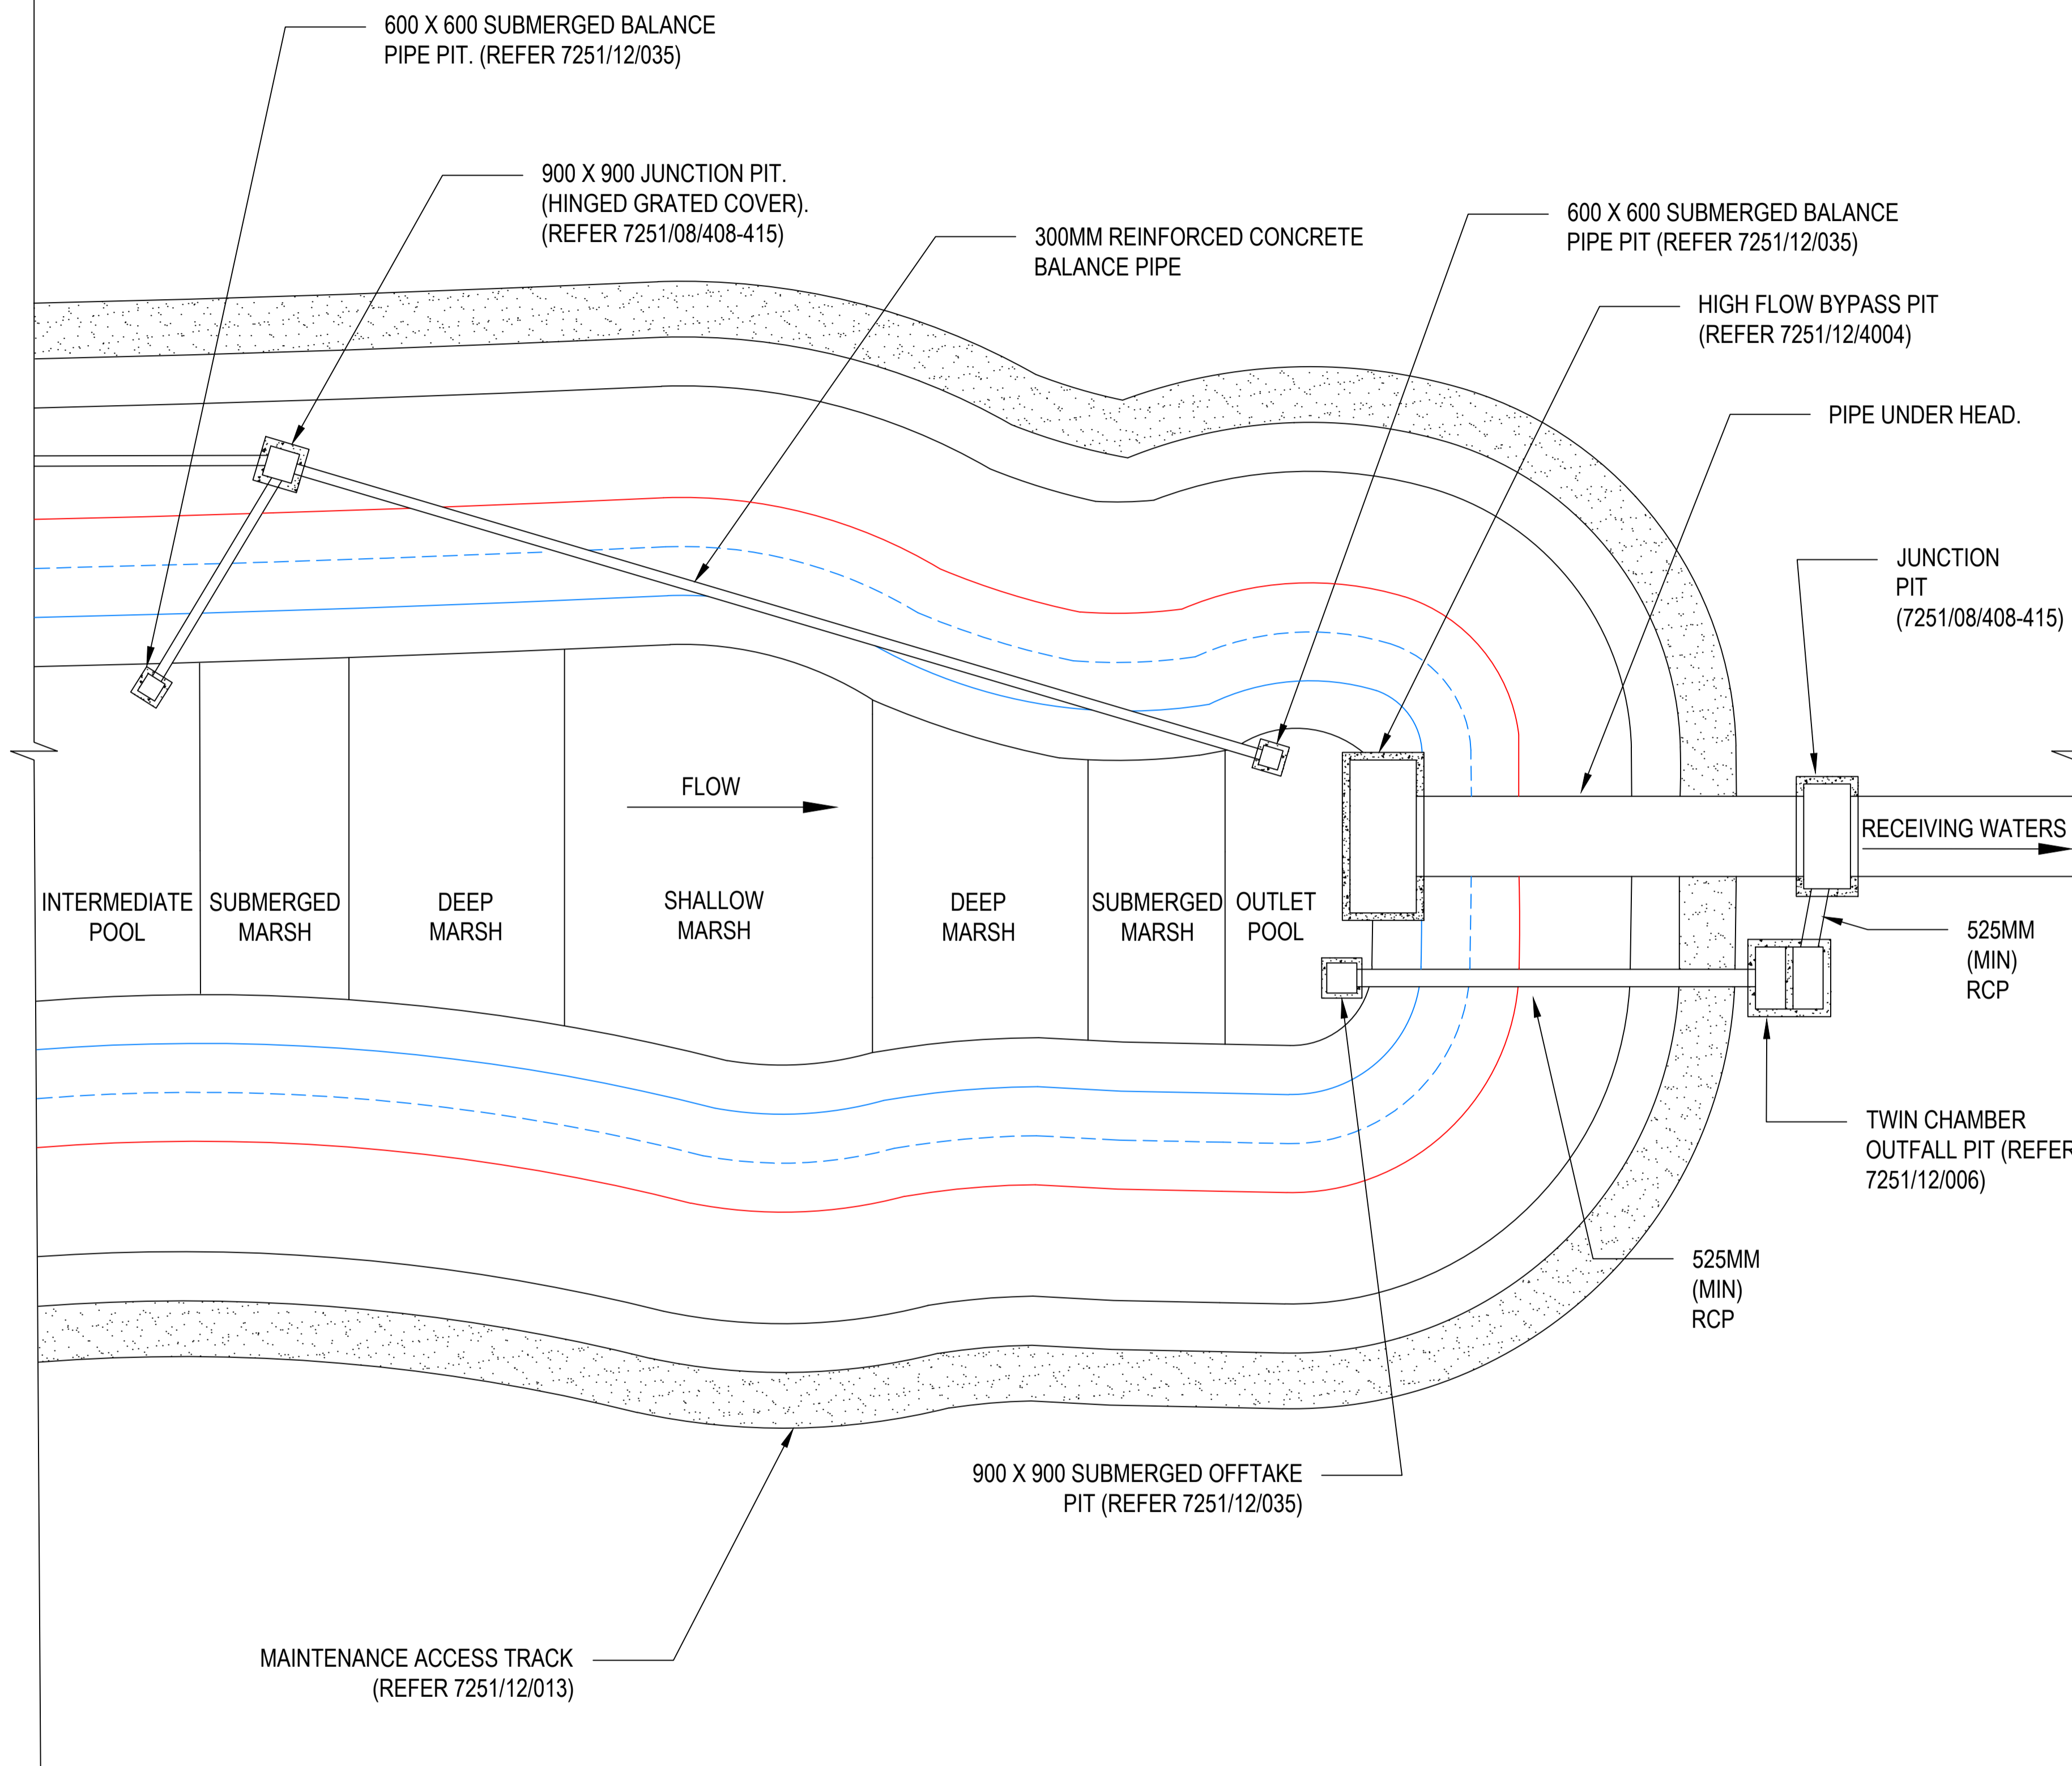 600 X 600 SUBMERGED BALANCE
PIPE PIT. (REFER 7251/12/035)
900 X 900 JUNCTION PIT.
(HINGED GRATED COVER).
(REFER 7251/08/408-415)
300MM REINFORCED CONCRETE
BALANCE PIPE
600 X 600 SUBMERGED BALANCE
PIPE PIT (REFER 7251/12/035)
HIGH FLOW BYPASS PIT
(REFER 7251/12/4004)
PIPE UNDER HEAD.
JUNCTION
PIT
(7251/08/408-415)
FLOW
RECEIVING WATERS
INTERMEDIATE
POOL
SUBMERGED
MARSH
DEEP
MARSH
SHALLOW
MARSH
DEEP
MARSH
SUBMERGED
MARSH
OUTLET
POOL
525MM
(MIN)
RCP
TWIN CHAMBER
OUTFALL PIT (REFER
7251/12/006)
525MM
(MIN)
RCP
900 X 900 SUBMERGED OFFTAKE
PIT (REFER 7251/12/035)
MAINTENANCE ACCESS TRACK
(REFER 7251/12/013)